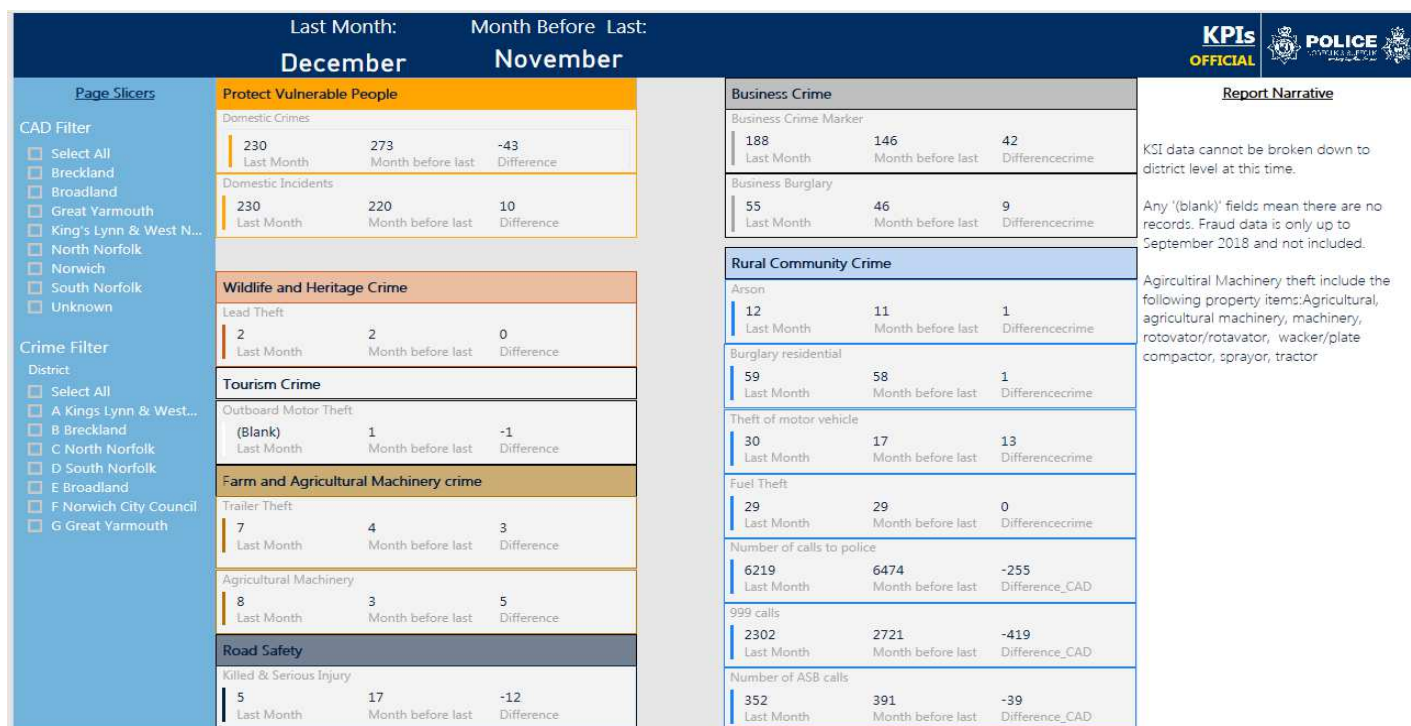 Last Month: Month Before Last:
December November
KPIs
OFFICIAL
POLICE
Page Slicers
CAD Filter
Select All
Breckland
Broadland
Great Yarmouth
King's Lynn & West N...
North Norfolk
Norwich
South Norfolk
Unknown
Crime Filter
District
Select All
A Kings Lynn & West...
B Breckland
C North Norfolk
D South Norfolk
E Broadland
F Norwich City Council
G Great Yarmouth
Protect Vulnerable People
Domestic Crimes
230 273 -43
Last Month Month before last Difference
Domestic Incidents
230 220 10
Last Month Month before last Difference
Wildlife and Heritage Crime
Lead Theft
2 2 0
Last Month Month before last Difference
Tourism Crime
Outboard Motor Theft
(Blank) 1 -1
Last Month Month before last Difference
Farm and Agricultural Machinery crime
Trailer Theft
7 4 3
Last Month Month before last Difference
Agricultural Machinery
8 3 5
Last Month Month before last Difference
Road Safety
Killed & Serious Injury
5 17 -12
Last Month Month before last Difference
Business Crime
Business Crime Marker
188 146 42
Last Month Month before last Differencecrime
Business Burglary
55 46 9
Last Month Month before last Differencecrime
Rural Community Crime
Arson
12 11 1
Last Month Month before last Differencecrime
Burglary residential
59 58 1
Last Month Month before last Differencecrime
Theft of motor vehicle
30 17 13
Last Month Month before last Differencecrime
Fuel Theft
29 29 0
Last Month Month before last Differencecrime
Number of calls to police
6219 6474 -255
Last Month Month before last Difference_CAD
999 calls
2302 2721 -419
Last Month Month before last Difference_CAD
Number of ASB calls
352 391 -39
Last Month Month before last Difference_CAD
Report Narrative
KSI data cannot be broken down to
district level at this time.
Any '(blank)' fields mean there are no
records. Fraud data is only up to
September 2018 and not included.
Agircultiral Machinery theft include the
following property items:Agricultural,
agricultural machinery, machinery,
rotovator/rotavator, wacker/plate
compactor, sprayor, tractor